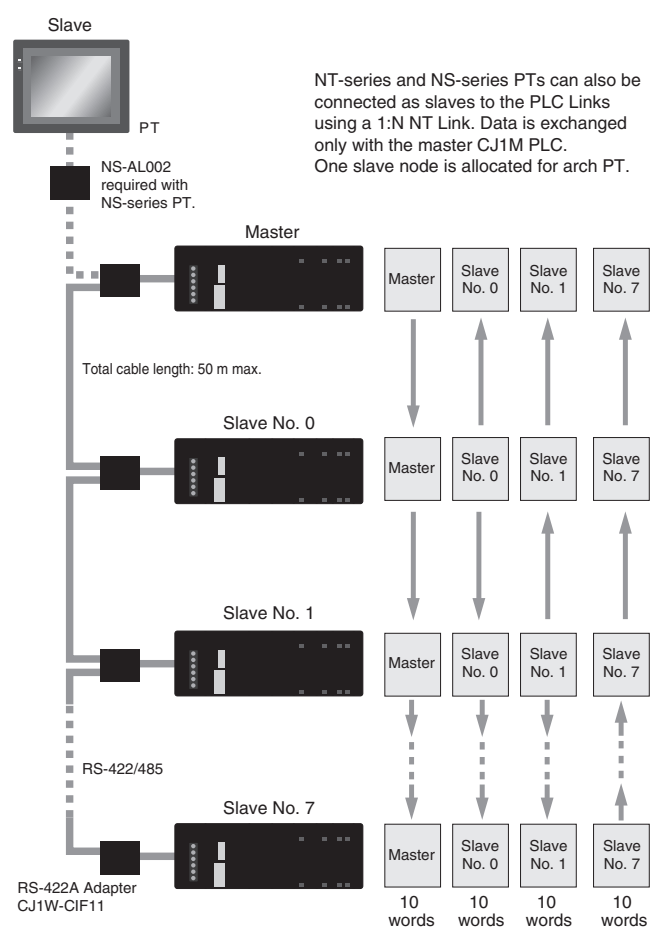 Slave
PT
NT-series and NS-series PTs can also be
connected as slaves to the PLC Links
using a 1:N NT Link. Data is exchanged
only with the master CJ1M PLC.
One slave node is allocated for arch PT.
NS-AL002
required with
NS-series PT.
Master
Master
Slave
No. 0
Slave
No. 1
Slave
No. 7
Total cable length: 50 m max.
Slave No. 0
Master
Slave
No. 0
Slave
No. 1
Slave
No. 7
Slave No. 1
Master
Slave
No. 0
Slave
No. 1
Slave
No. 7
RS-422/485
Slave No. 7
Master
Slave
No. 0
Slave
No. 1
Slave
No. 7
RS-422A Adapter
CJ1W-CIF11
10
words
10
words
10
words
10
words